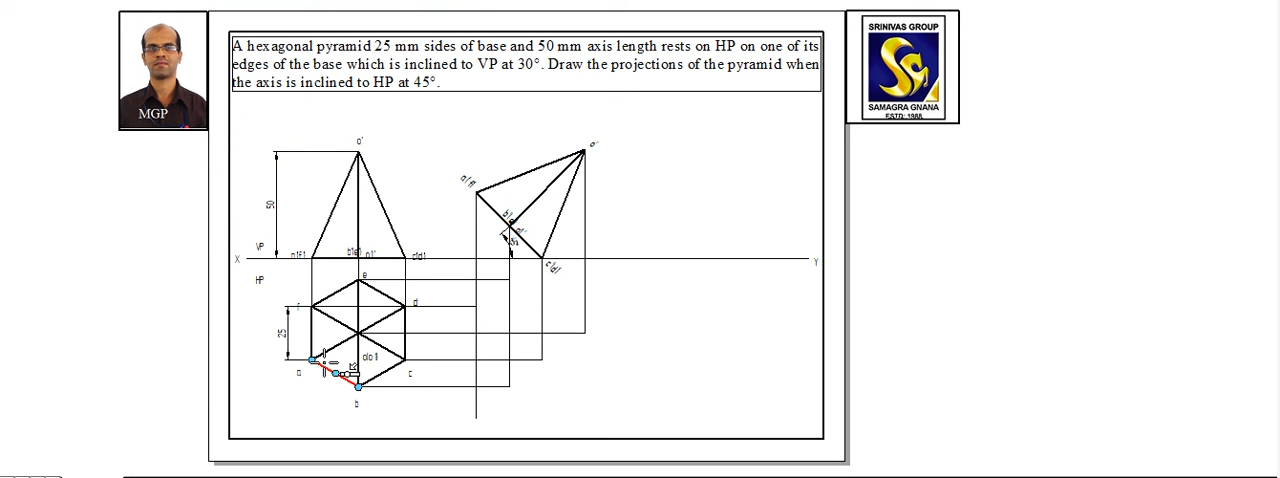 SRINIVAS GROUP
A hexagonal pyramid 25 mm sides of base and 50 mm axis length rests on HP on one of its
edges of the base which is inclined to VP at 30°. Draw the projections of the pyramid when
the axis is inclined to HP at 45°.
SAMAGRA GNANA
ESTD: 1988
MGP
o'
o'
50
VP
X
Y
HP
e
f
d
25
a
c
b